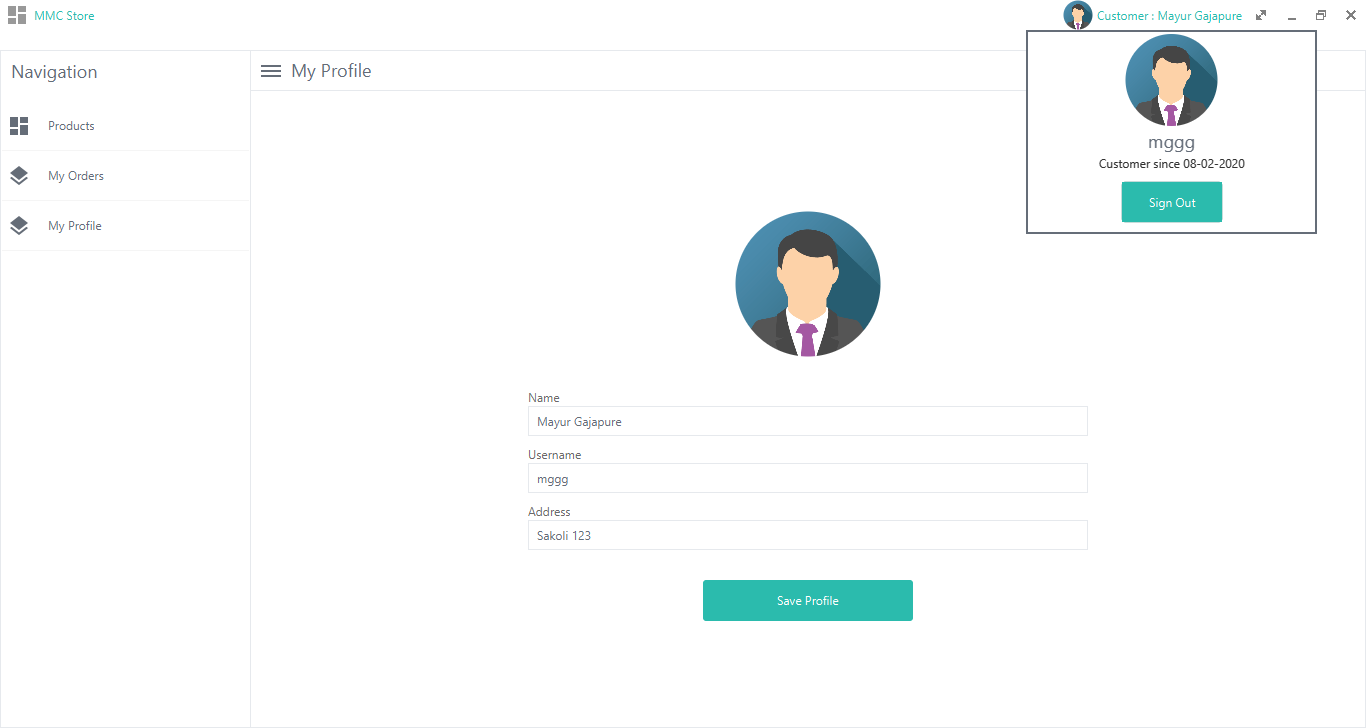 MMC Store
Customer : Mayur Gajapure
Navigation
Products
My Orders
My Profile
My Profile
mggg
Customer since 08-02-2020
Sign Out
Name
Mayur Gajapure
Username
mggg
Address
Sakoli 123
Save Profile